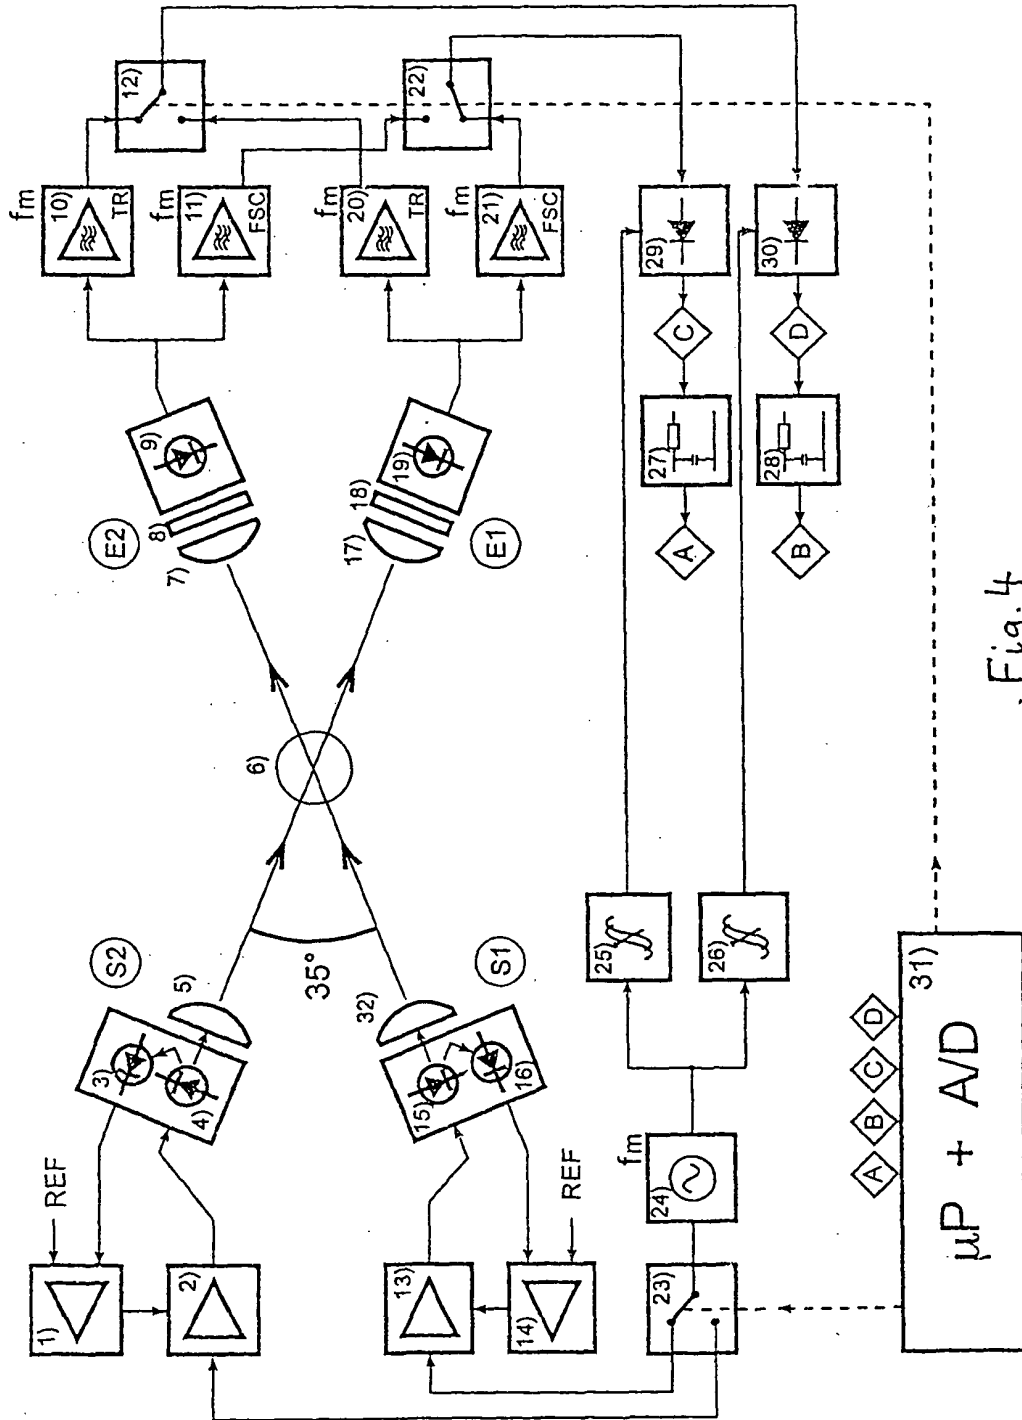 1)
REF
2)
3)
4)
S2
5)
35°
6)
7)
8)
9)
E2
fm
10)
TR
fm
11)
FSC
12)
13)
14)
REF
15)
16)
S1
32)
17)
18)
19)
E1
fm
20)
TR
fm
21)
FSC
22)
23)
fm
24)
25)
26)
29)
C
27)
A
30)
D
28)
B
A
B
C
D
31)
µP + A/D
Fig. 4